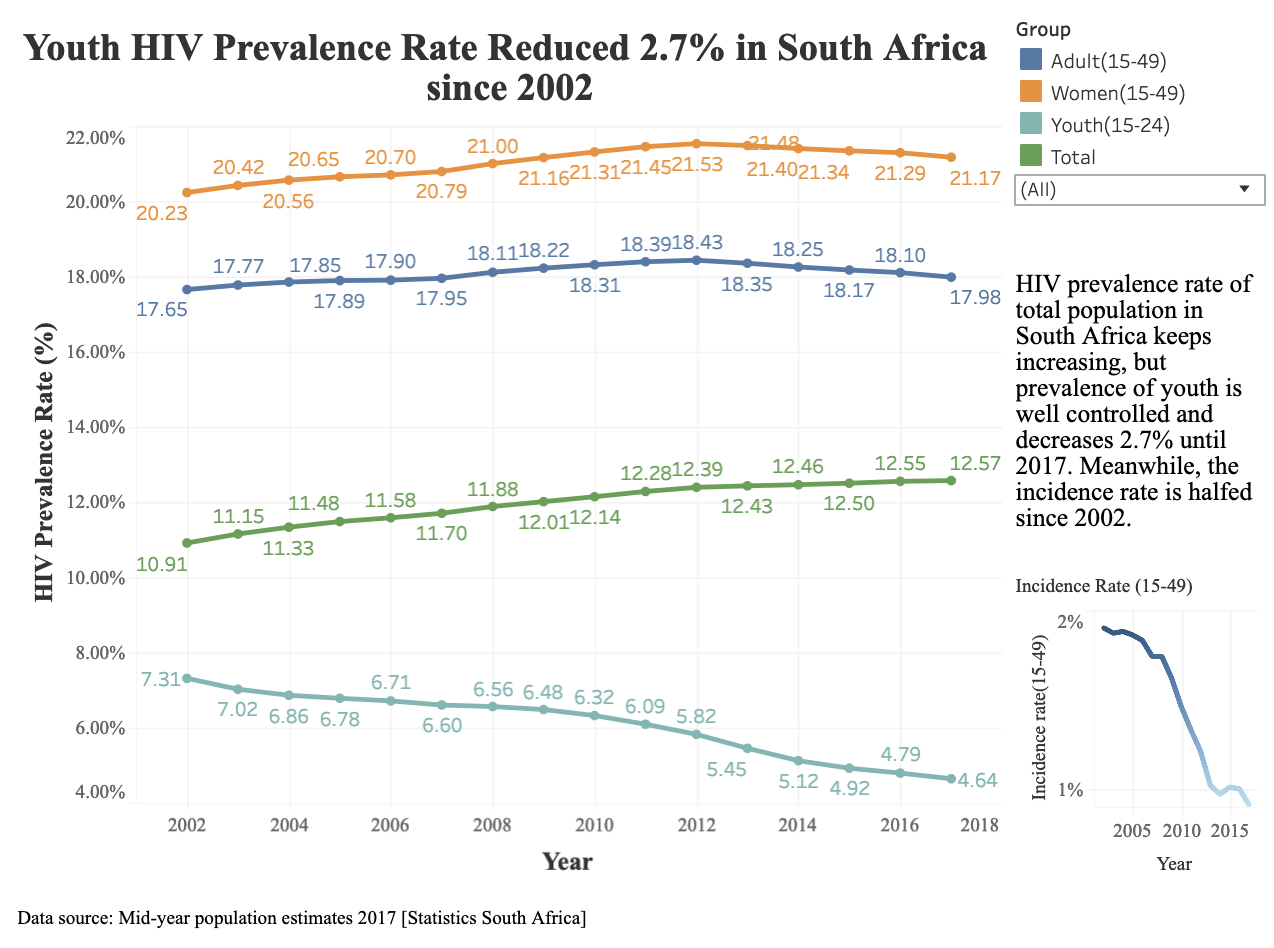 Youth HIV Prevalence Rate Reduced 2.7% in South Africa
since 2002
Group
Adult(15-49)
Women(15-49)
Youth(15-24)
Total
(All)
HIV Prevalence Rate (%)
22.00%
20.00%
18.00%
16.00%
14.00%
12.00%
10.00%
8.00%
6.00%
4.00%
20.23 20.42 20.56 20.65 20.70 20.79 21.00 21.16 21.31 21.45 21.53 21.48 21.40 21.34 21.29 21.17
17.65 17.77 17.85 17.89 17.90 17.95 18.11 18.22 18.31 18.39 18.43 18.35 18.25 18.17 18.10 17.98
10.91 11.15 11.33 11.48 11.58 11.70 11.88 12.01 12.14 12.28 12.39 12.43 12.46 12.50 12.55 12.57
7.31 7.02 6.86 6.78 6.71 6.60 6.56 6.48 6.32 6.09 5.82 5.45 5.12 4.92 4.79 4.64
2002 2004 2006 2008 2010 2012 2014 2016 2018
Year
HIV prevalence rate of
total population in
South Africa keeps
increasing, but
prevalence of youth is
well controlled and
decreases 2.7% until
2017. Meanwhile, the
incidence rate is halfed
since 2002.
Incidence Rate (15-49)
Incidence rate(15-49)
2%
1%
2005 2010 2015
Year
Data source: Mid-year population estimates 2017 [Statistics South Africa]